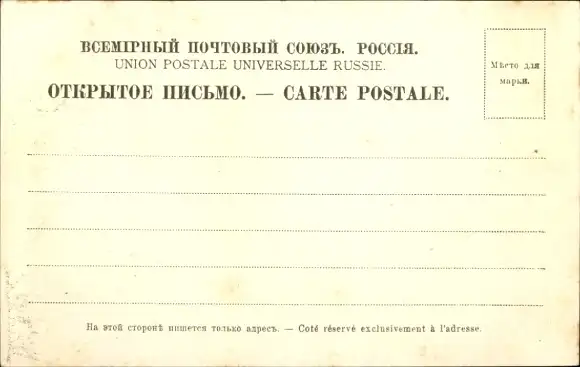 ВСЕМІРНЫЙ ПОЧТОВЫЙ СОЮЗЪ. РОССІЯ.
UNION POSTALE UNIVERSELLE RUSSIE.
ОТКРЫТОЕ ПИСЬМО. — CARTE POSTALE.
Мѣсто для
марки.
На этой сторонѣ пишется только адресъ. — Coté réservé exclusivement à l'adresse.